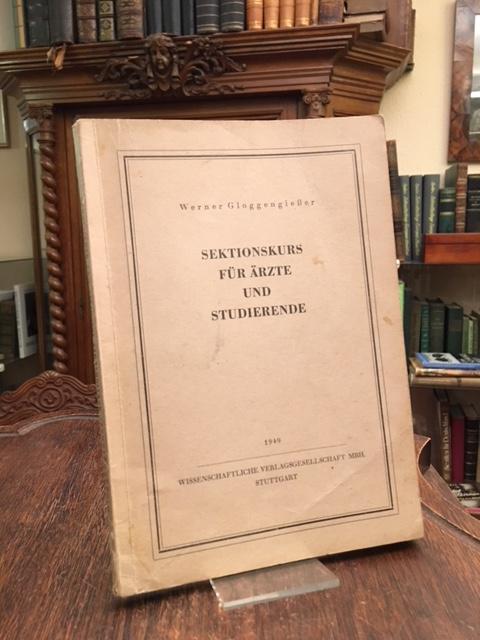 Werner Gloggengießer
SEKTIONSKURS
FÜR ÄRZTE
UND
STUDIERENDE
1949
WISSENSCHAFTLICHE VERLAGSGESELLSCHAFT MBH.
STUTTGART